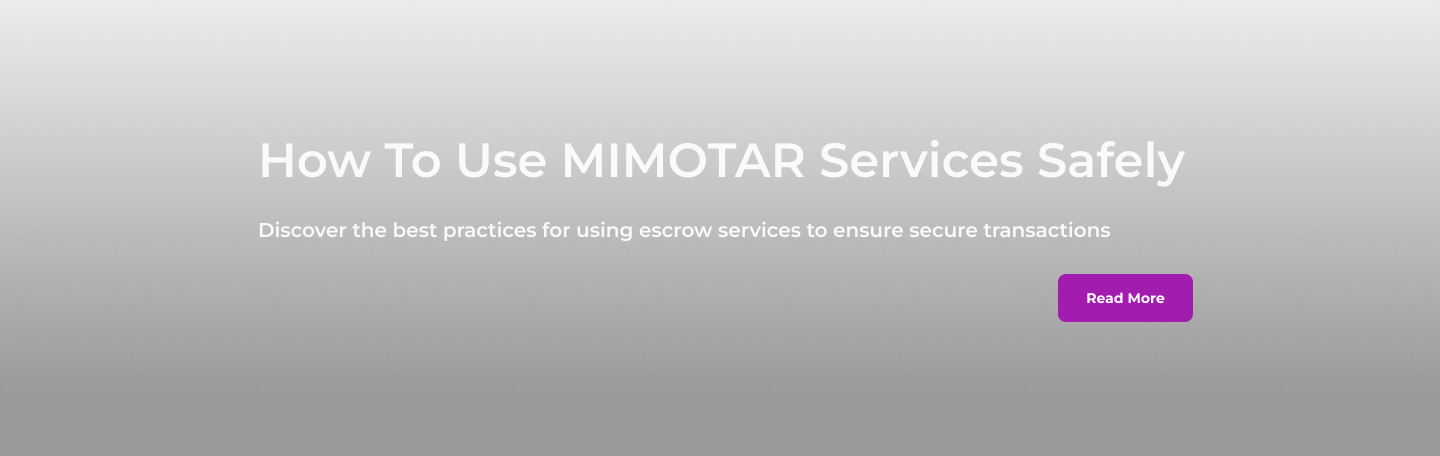 How To Use MIMOTAR Services Safely
Discover the best practices for using escrow services to ensure secure transactions
Read More